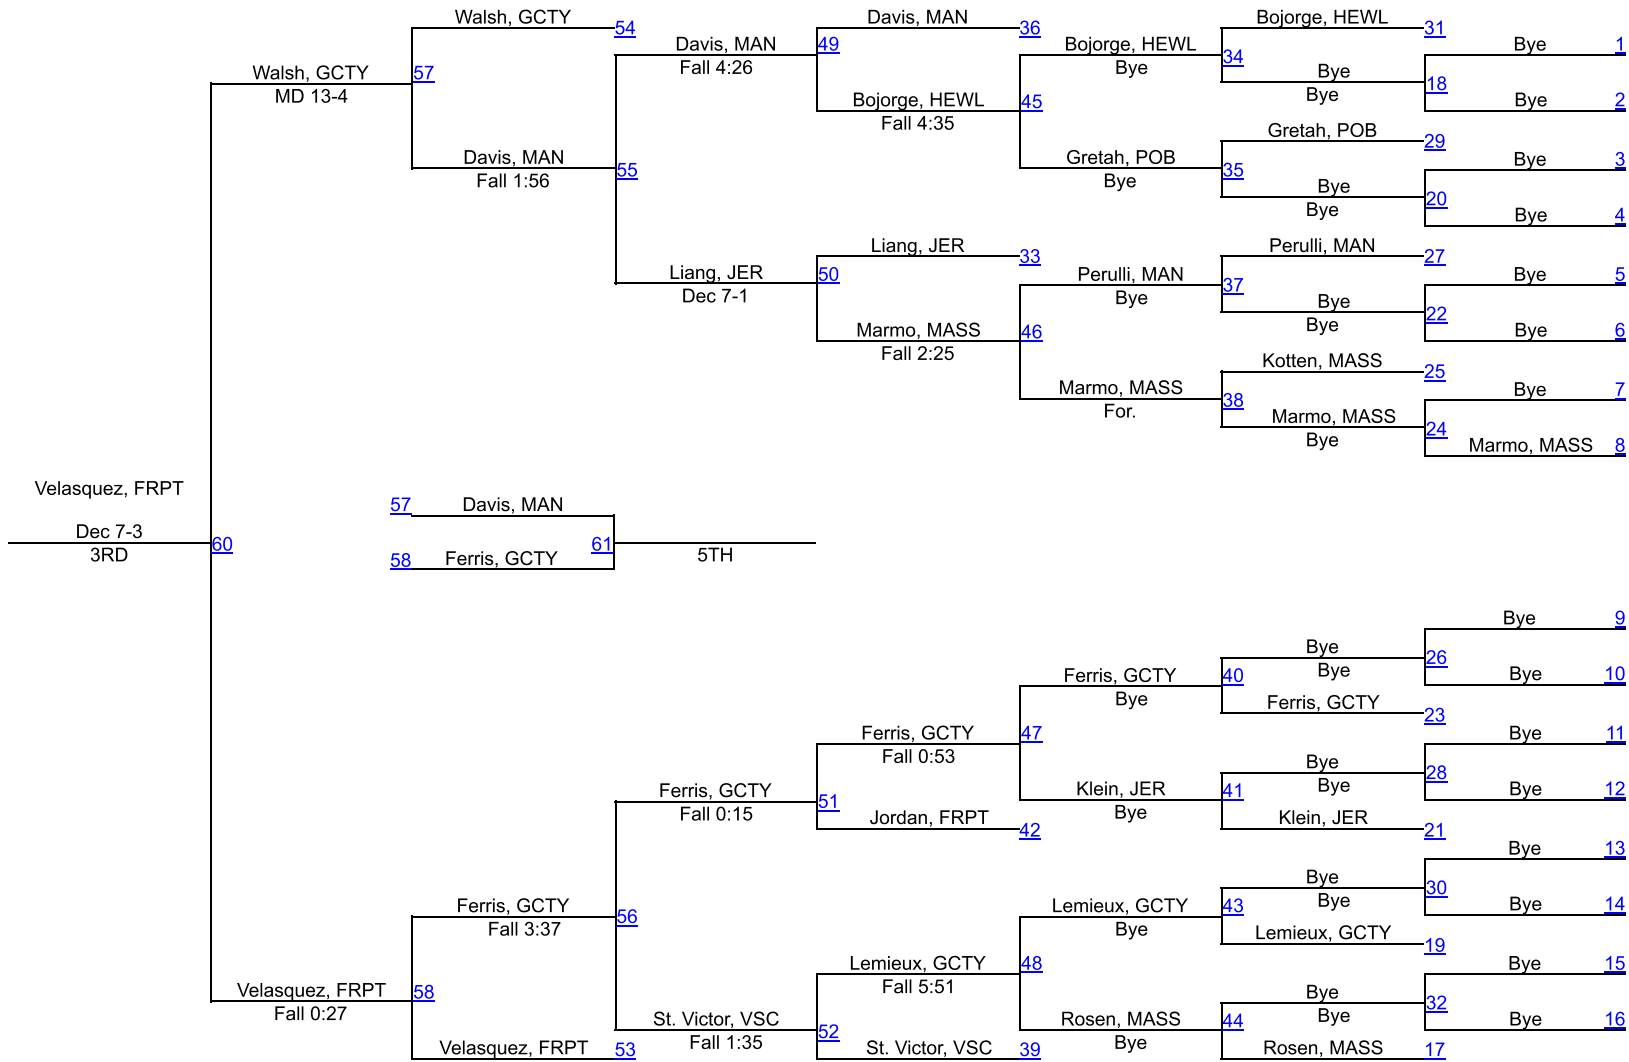 Walsh, GCTY 54
Davis, MAN 36
Bojorge, HEWL 31
Davis, MAN 49
Fall 4:26
Bojorge, HEWL 34
Bye
Bye 1
Walsh, GCTY 57
MD 13-4
Bye 18
Bye
Bojorge, HEWL 45
Fall 4:35
Bye 2
Gretah, POB 29
Davis, MAN 55
Fall 1:56
Gretah, POB 35
Bye
Bye 3
Bye 20
Bye
Bye 4
Liang, JER 33
Perulli, MAN 27
Liang, JER 50
Dec 7-1
Perulli, MAN 37
Bye
Bye 5
Bye 22
Bye
Marmo, MASS 46
Fall 2:25
Bye 6
Kotten, MASS 25
Marmo, MASS 38
For.
Bye 7
Marmo, MASS 24
Bye
Marmo, MASS 8
Velasquez, FRPT
Dec 7-3
3RD
60
57 Davis, MAN
61
5TH
58 Ferris, GCTY
Bye 9
Bye 26
Bye
Ferris, GCTY 40
Bye
Bye 10
Ferris, GCTY 23
Ferris, GCTY 47
Fall 0:53
Bye 11
Bye 28
Bye
Ferris, GCTY 51
Fall 0:15
Klein, JER 41
Bye
Bye 12
Jordan, FRPT 42
Klein, JER 21
Bye 13
Bye 30
Bye
Ferris, GCTY 56
Fall 3:37
Lemieux, GCTY 43
Bye
Bye 14
Lemieux, GCTY 19
Lemieux, GCTY 48
Fall 5:51
Bye 15
Velasquez, FRPT 58
Fall 0:27
Bye 32
Bye
St. Victor, VSC 52
Fall 1:35
Rosen, MASS 44
Bye
Bye 16
Velasquez, FRPT 53
St. Victor, VSC 39
Rosen, MASS 17